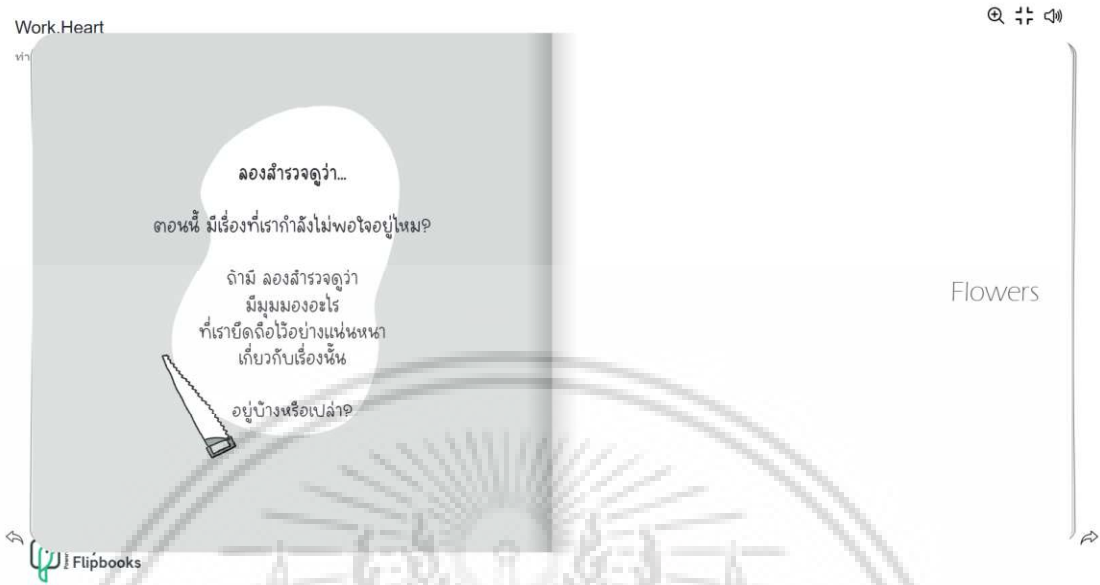 Work.Heart
ท่า
ลองสำรวจดูว่า...
ตอนนี้ มีเรื่องที่เรากำลังไม่พอใจอยู่ไหม?
ถ้ามี ลองสำรวจดูว่า
มีมุมมองอะไร
ที่เรายึดถือไว้อย่างแน่นหนา
เกี่ยวกับเรื่องนั้น
อยู่บ้างหรือเปล่า?
Flowers
Flipbooks